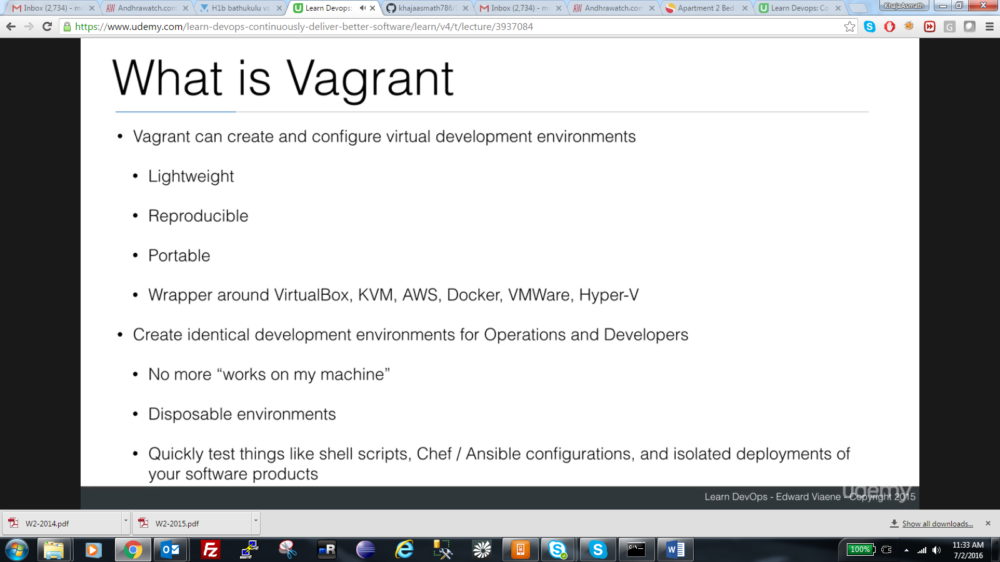 Inbox (2,734) - mo
Andhrawatch.com
H1b bathukulu vs
Learn Devops:
khajaasmath786/
Inbox (2,734) - mo
Andhrawatch.com
Apartment 2 Bed
Learn Devops: Co
KhajaAsmath
https://www.udemy.com/learn-devops-continuously-deliver-better-software/learn/v4/t/lecture/3937084
What is Vagrant
• Vagrant can create and configure virtual development environments
• Lightweight
• Reproducible
• Portable
• Wrapper around VirtualBox, KVM, AWS, Docker, VMWare, Hyper-V
• Create identical development environments for Operations and Developers
• No more “works on my machine”
• Disposable environments
• Quickly test things like shell scripts, Chef / Ansible configurations, and isolated deployments of
your software products
udemy
Learn DevOps - Edward Viaene - Copyright 2015
W2-2014.pdf
W2-2015.pdf
Show all downloads...
100%
11:33 AM
7/2/2016